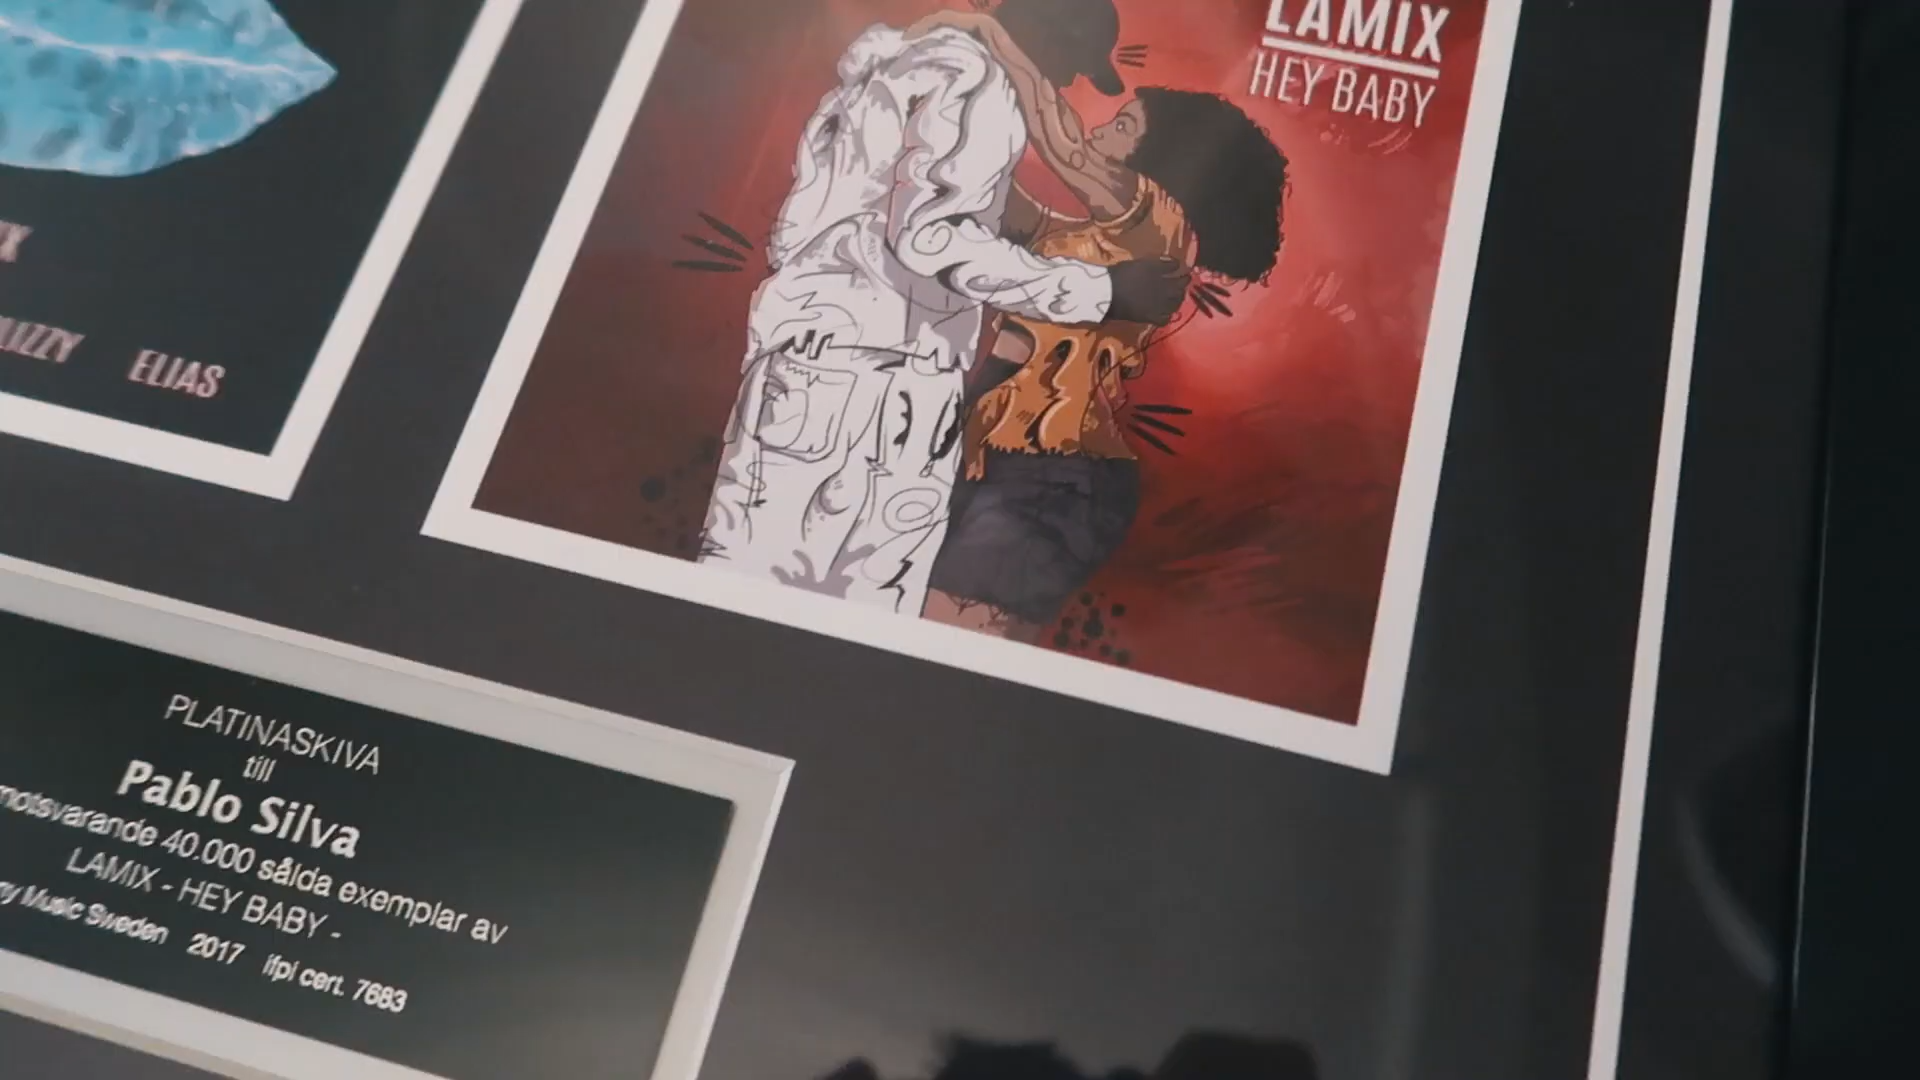 LAMIX
HEY BABY
ELIAS
PLATINASKIVA
till
Pablo Silva
motsvarande 40.000 sålda exemplar av
LAMIX - HEY BABY -
Music Sweden 2017 ifpi cert. 7683